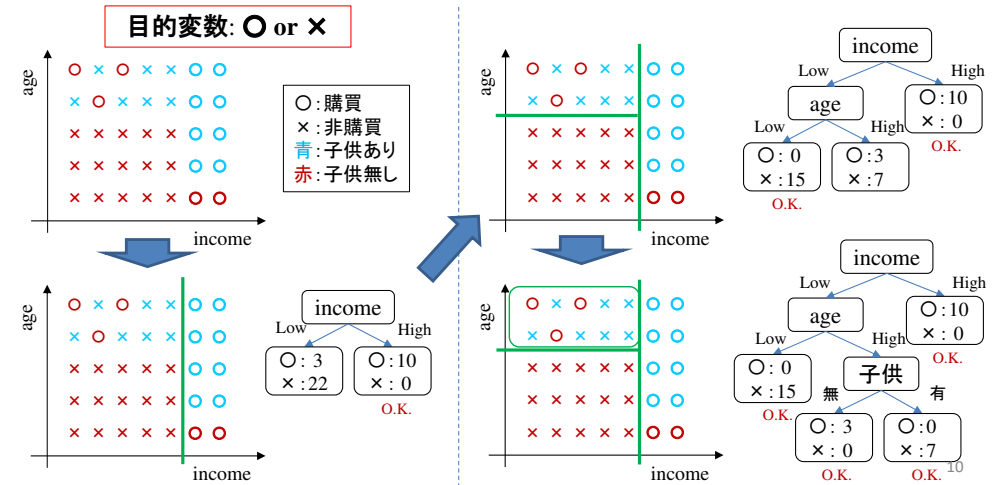 目的変数: ○ or ×
age
income
○:購買
×:非購買
青:子供あり
赤:子供無し
age
income
income
Low
High
○: 3
×:22
○:10
×: 0
O.K.
age
income
income
Low
High
age
○:10
×: 0
O.K.
Low
High
○: 0
×:15
O.K.
○:3
×:7
age
income
income
Low
High
age
○:10
×: 0
O.K.
Low
High
○: 0
×:15
O.K.
子供
無
有
○: 3
×: 0
O.K.
○:0
×:7
O.K.
10